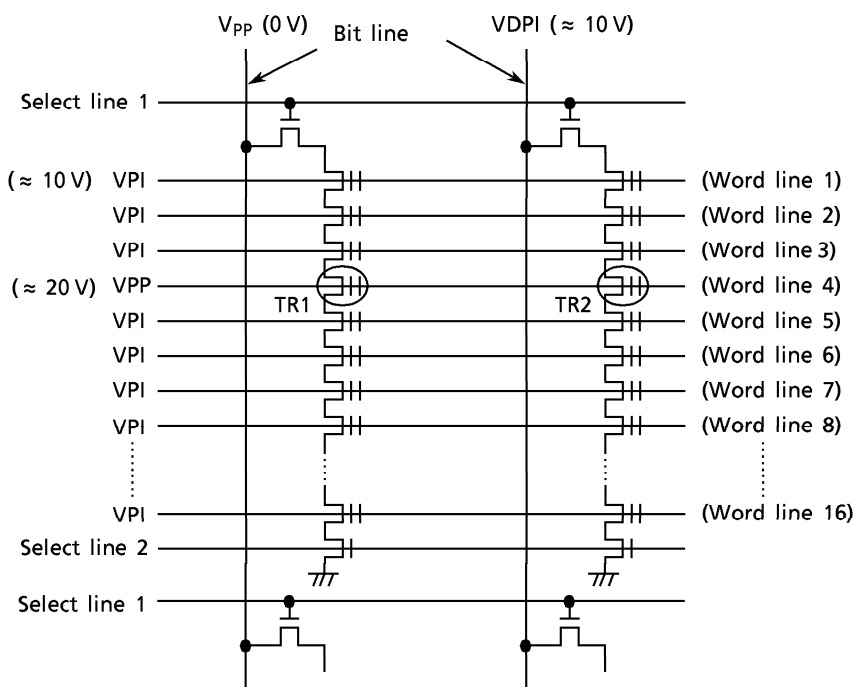 V_PP (0 V) Bit line VDPI (≈ 10 V)
Select line 1
(≈ 10 V) VPI (Word line 1)
VPI (Word line 2)
VPI (Word line 3)
(≈ 20 V) VPP TR1 TR2 (Word line 4)
VPI (Word line 5)
VPI (Word line 6)
VPI (Word line 7)
VPI (Word line 8)
VPI (Word line 16)
Select line 2
Select line 1